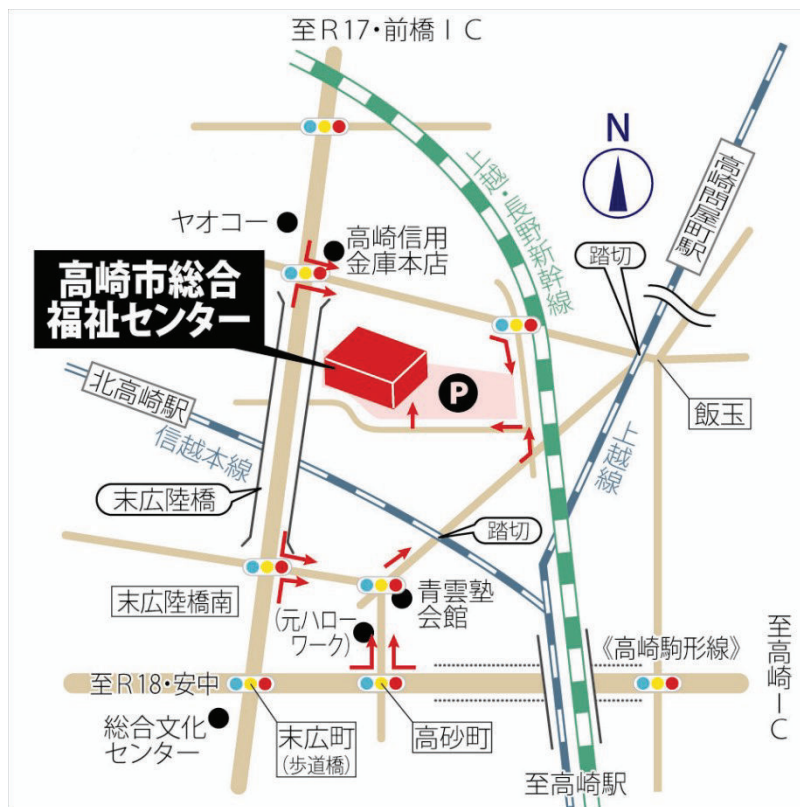 至R17・前橋IC
N
上越・長野新幹線
高崎問屋町駅
ヤオコー
高崎信用
金庫本店
踏切
高崎市総合
福祉センター
P
北高崎駅
信越本線
飯玉
上越線
末広陸橋
踏切
末広陸橋南
青雲塾
会館
(元ハロー
ワーク)
《高崎駒形線》
至高崎IC
至R18・安中
総合文化
センター
末広町
(歩道橋)
高砂町
至高崎駅